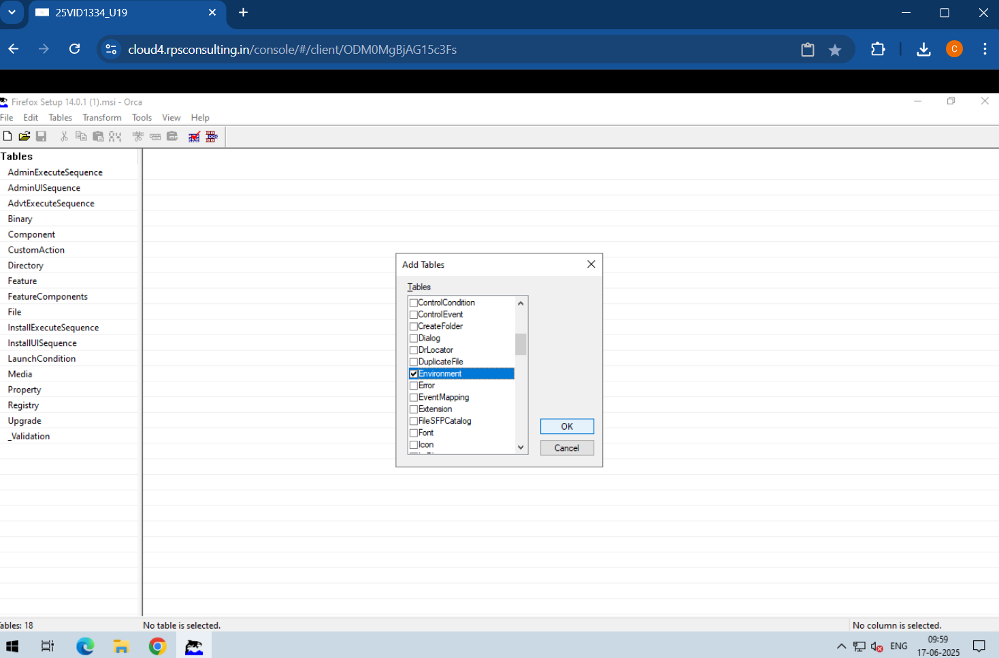 25VID1334_U19
cloud4.rpsconsulting.in/console/#/client/ODM0MgBjAG15c3Fs
C
Firefox Setup 14.0.1 (1).msi - Orca
File Edit Tables Transform Tools View Help
Tables
AdminExecuteSequence
AdminUISequence
AdvtExecuteSequence
Binary
Component
CustomAction
Directory
Feature
FeatureComponents
File
InstallExecuteSequence
InstallUISequence
LaunchCondition
Media
Property
Registry
Upgrade
_Validation
Add Tables
Tables
ControlCondition
ControlEvent
CreateFolder
Dialog
DrLocator
DuplicateFile
Environment
Error
EventMapping
Extension
FileSFPCatalog
Font
Icon
OK
Cancel
ables: 18
No table is selected.
No column is selected.
ENG
09:59
17-06-2025